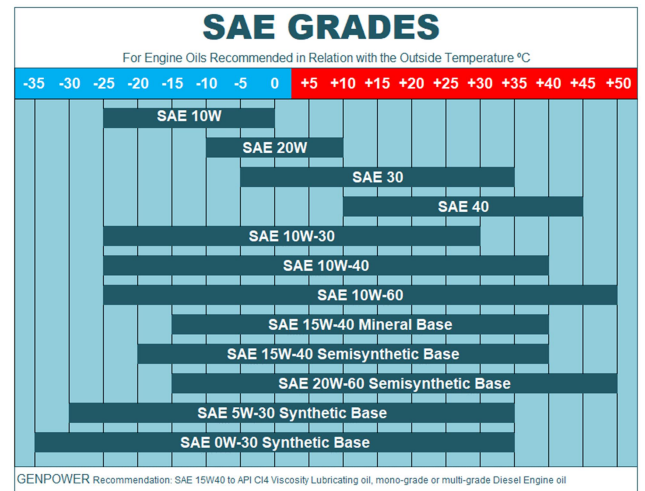 SAE GRADES
For Engine Oils Recommended in Relation with the Outside Temperature ⁰C
-35 -30 -25 -20 -15 -10 -5 0 +5 +10 +15 +20 +25 +30 +35 +40 +45 +50
SAE 10W
SAE 20W
SAE 30
SAE 40
SAE 10W-30
SAE 10W-40
SAE 10W-60
SAE 15W-40 Mineral Base
SAE 15W-40 Semisynthetic Base
SAE 20W-60 Semisynthetic Base
SAE 5W-30 Synthetic Base
SAE 0W-30 Synthetic Base
GENPOWER Recommendation: SAE 15W40 to API CI4 Viscosity Lubricating oil, mono-grade or multi-grade Diesel Engine oil